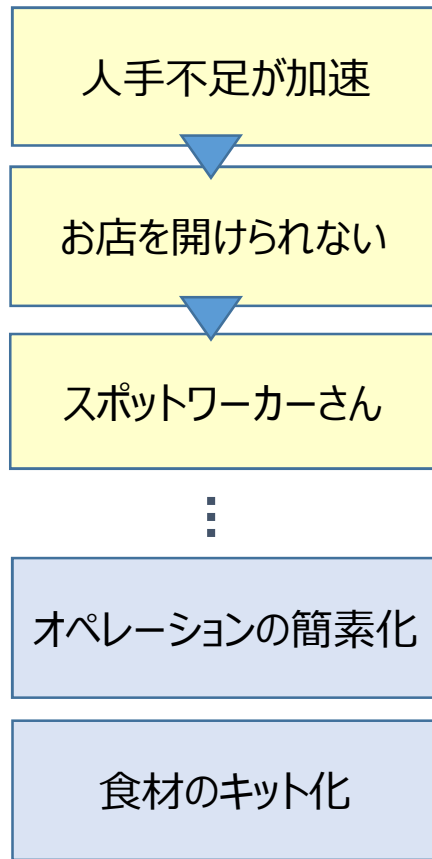 人手不足が加速
お店を開けられない
スポットワーカーさん
オペレーションの簡素化
食材のキット化